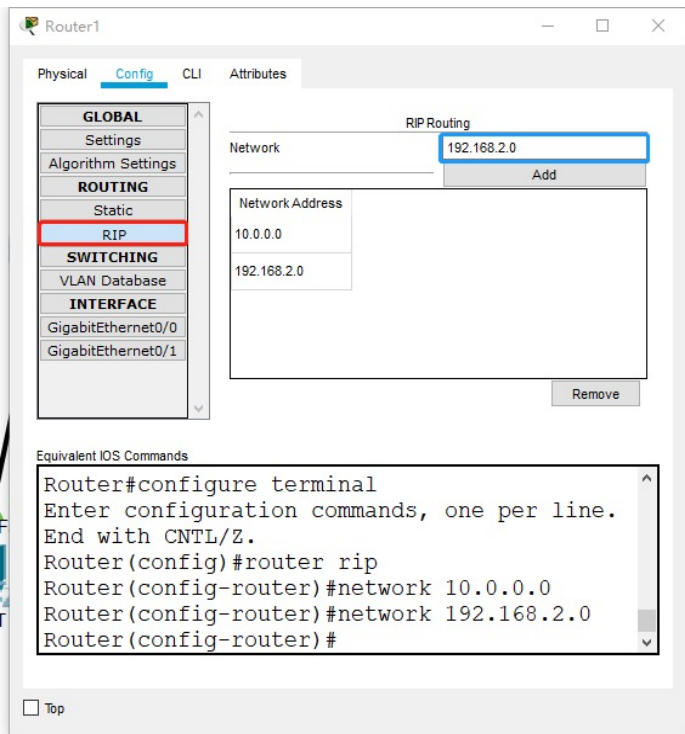 Router1
Physical Config CLI Attributes
GLOBAL
Settings
Algorithm Settings
ROUTING
Static
RIP
SWITCHING
VLAN Database
INTERFACE
GigabitEthernet0/0
GigabitEthernet0/1
RIP Routing
Network 192.168.2.0
Add
Network Address
10.0.0.0
192.168.2.0
Remove
Equivalent IOS Commands
Router#configure terminal
Enter configuration commands, one per line.
End with CNTL/Z.
Router(config)#router rip
Router(config-router)#network 10.0.0.0
Router(config-router)#network 192.168.2.0
Router(config-router)#
Top
F
T